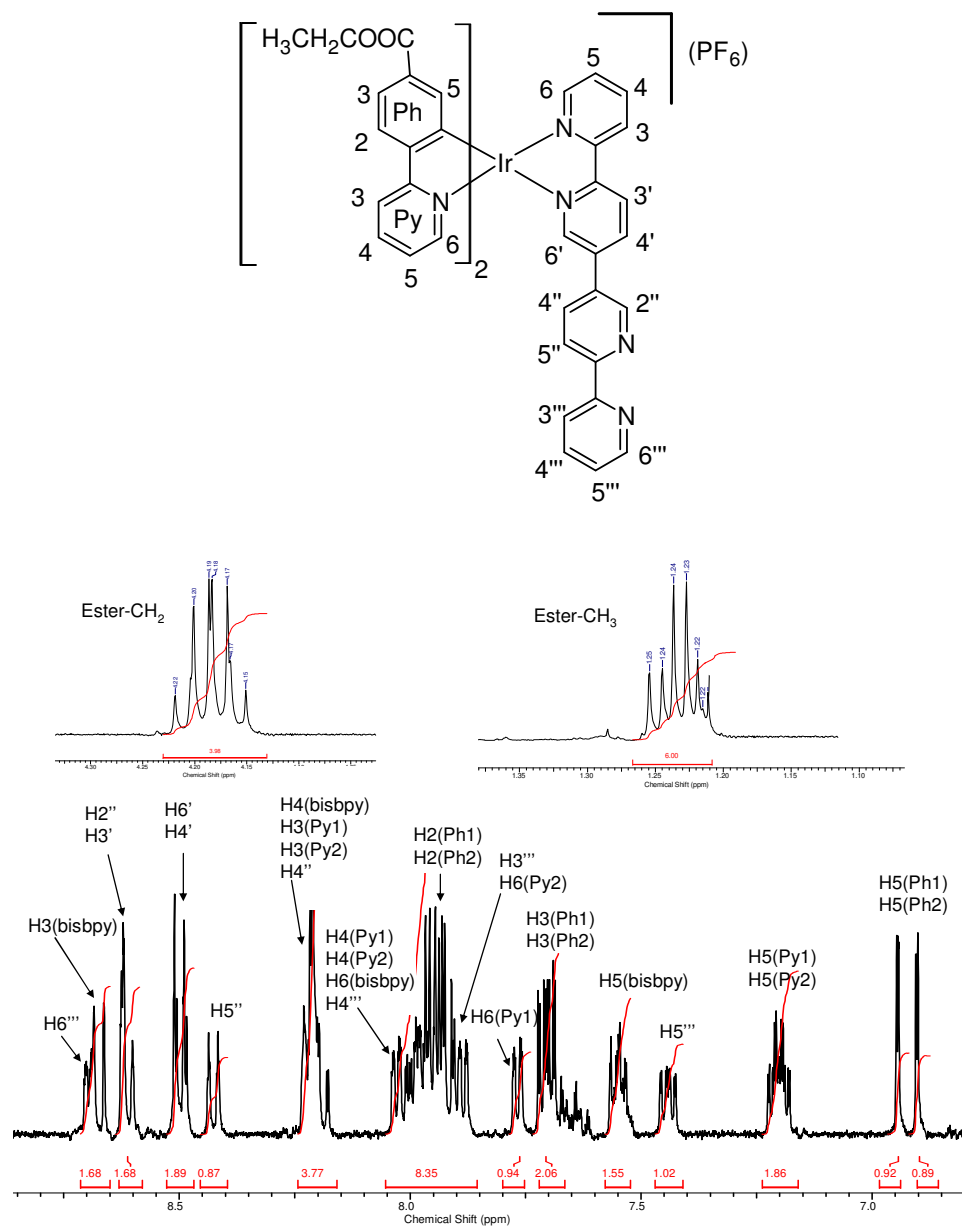 H3CH2COOC
(PF6)
3
5
Ph
2
3
Py
4
5
6
N
2
Ir
5
6
4
N
3
N
3'
6'
4'
4''
2''
5''
N
3'''
N
4'''
6'''
5'''
Ester-CH2
4.22
4.20
4.19
4.18
4.17
4.17
4.15
3.98
4.30
4.25
4.20
4.15
4.10
Chemical Shift (ppm)
Ester-CH3
1.25
1.24
1.24
1.23
1.22
1.22
6.00
1.35
1.30
1.25
1.20
1.15
1.10
Chemical Shift (ppm)
H6'''
H3(bisbpy)
H2''
H3'
H6'
H4'
H5''
H4(bisbpy)
H3(Py1)
H3(Py2)
H4''
H4(Py1)
H4(Py2)
H6(bisbpy)
H4'''
H2(Ph1)
H2(Ph2)
H3'''
H6(Py2)
H6(Py1)
H3(Ph1)
H3(Ph2)
H5(bisbpy)
H5'''
H5(Py1)
H5(Py2)
H5(Ph1)
H5(Ph2)
1.68 1.68 1.89 0.87 3.77 8.35 0.94 2.06 1.55 1.02 1.86 0.92 0.89
8.5 8.0 7.5 7.0
Chemical Shift (ppm)